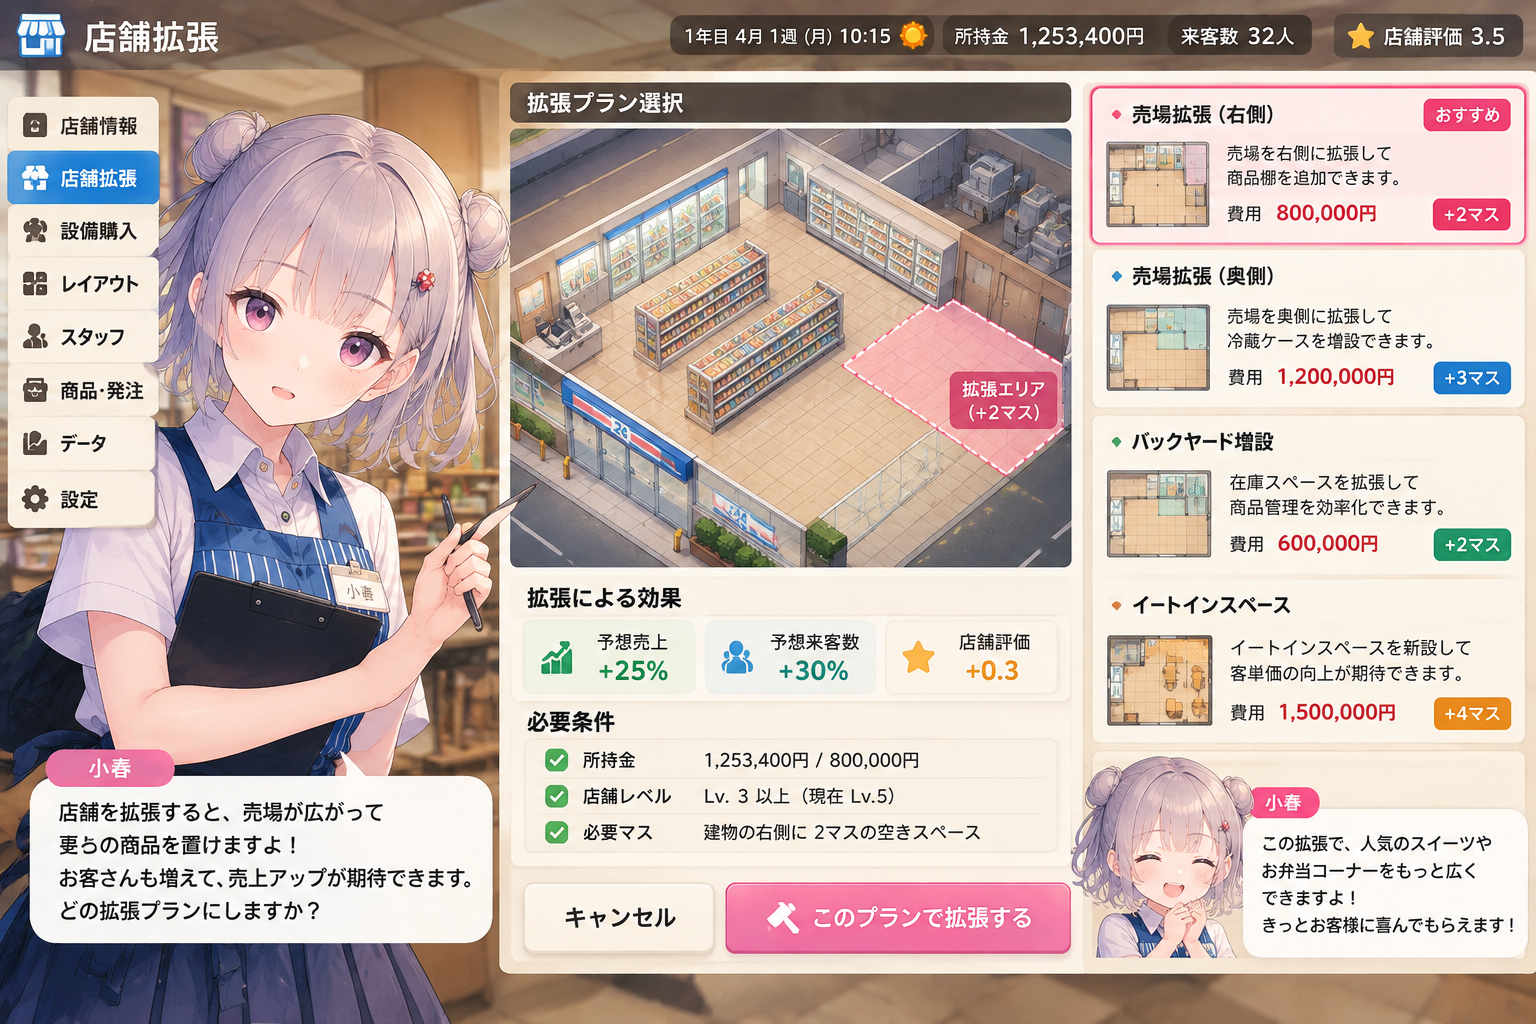 店舗拡張
1年目 4月 1週 (月) 10:15
所持金 1,253,400円
来客数 32人
店舗評価 3.5
店舗情報
店舗拡張
設備購入
レイアウト
スタッフ
商品・発注
データ
設定
拡張プラン選択
24
拡張エリア
(+2マス)
拡張による効果
予想売上
+25%
予想来客数
+30%
店舗評価
+0.3
必要条件
所持金 1,253,400円 / 800,000円
店舗レベル Lv. 3 以上（現在 Lv.5）
必要マス 建物の右側に 2マスの空きスペース
キャンセル
このプランで拡張する
売場拡張（右側）
おすすめ
売場を右側に拡張して
商品棚を追加できます。
費用 800,000円
+2マス
売場拡張（奥側）
売場を奥側に拡張して
冷蔵ケースを増設できます。
費用 1,200,000円
+3マス
バックヤード増設
在庫スペースを拡張して
商品管理を効率化できます。
費用 600,000円
+2マス
イートインスペース
イートインスペースを新設して
客単価の向上が期待できます。
費用 1,500,000円
+4マス
小春
小春
店舗を拡張すると、売場が広がって
の商品を置けますよ！
お客さんも増えて、売上アップが期待できます。
どの拡張プランにしますか？
小春
この拡張で、人気のスイーツや
お弁当コーナーをもっと広く
できますよ！
きっとお客様に喜んでもらえます！